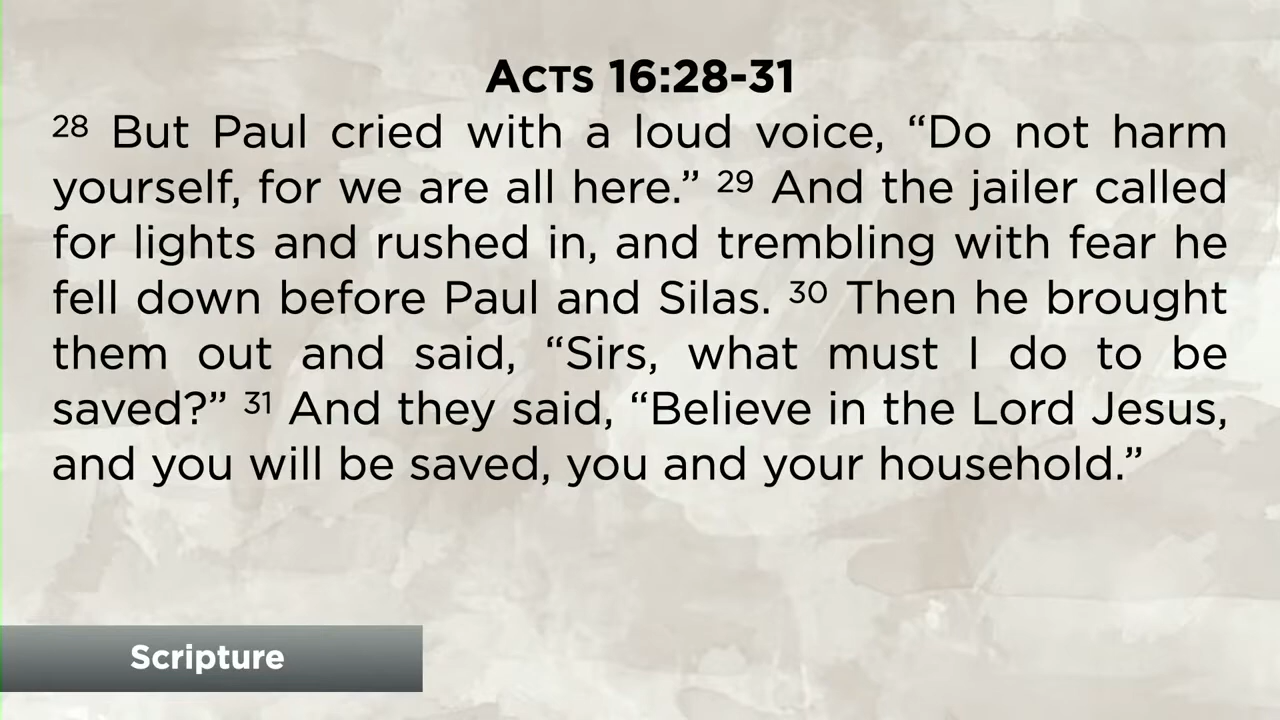 ACTS 16:28-31
28 But Paul cried with a loud voice, “Do not harm
yourself, for we are all here.” 29 And the jailer called
for lights and rushed in, and trembling with fear he
fell down before Paul and Silas. 30 Then he brought
them out and said, “Sirs, what must I do to be
saved?” 31 And they said, “Believe in the Lord Jesus,
and you will be saved, you and your household.”
Scripture